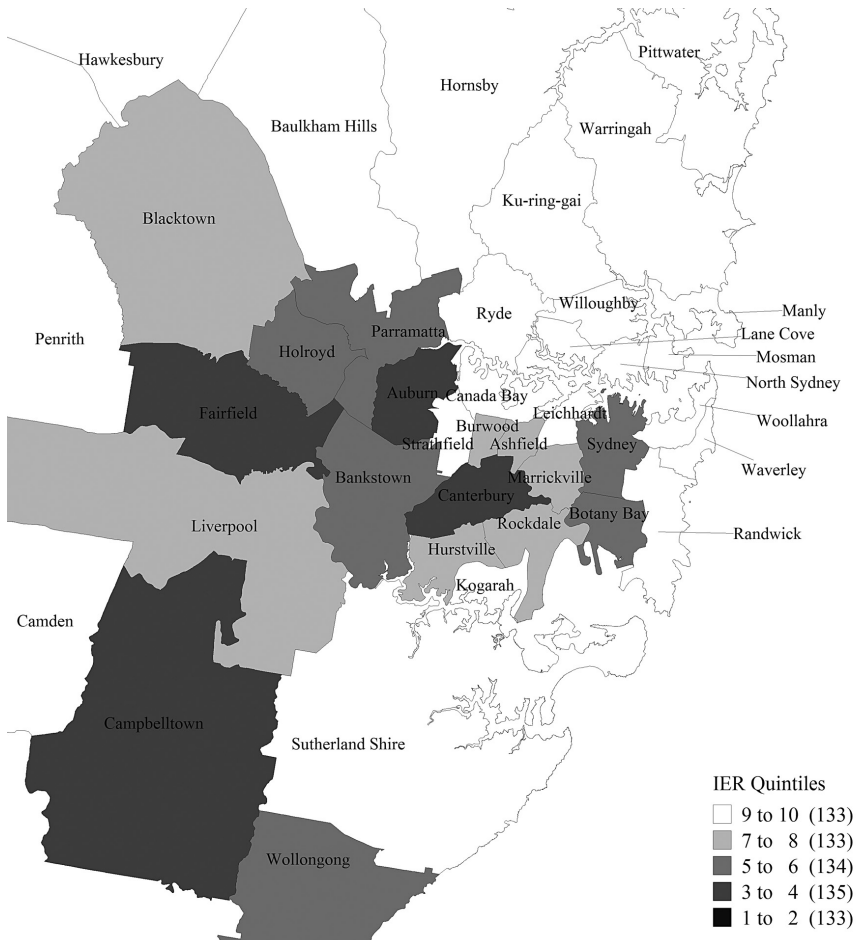 Pittwater
Hawkesbury
Hornsby
Baulkham Hills
Warringah
Ku-ring-gai
Blacktown
Willoughby
Manly
Ryde
Parramatta
Lane Cove
Penrith
Holroyd
Mosman
North Sydney
Auburn
Canada Bay
Fairfield
Leichhardt
Woollahra
Burwood
Strathfield
Ashfield
Sydney
Waverley
Bankstown
Marrickville
Canterbury
Botany Bay
Rockdale
Liverpool
Randwick
Hurstville
Kogarah
Camden
Campbelltown
Sutherland Shire
Wollongong
IER Quintiles
9 to 10 (133)
7 to 8 (133)
5 to 6 (134)
3 to 4 (135)
1 to 2 (133)